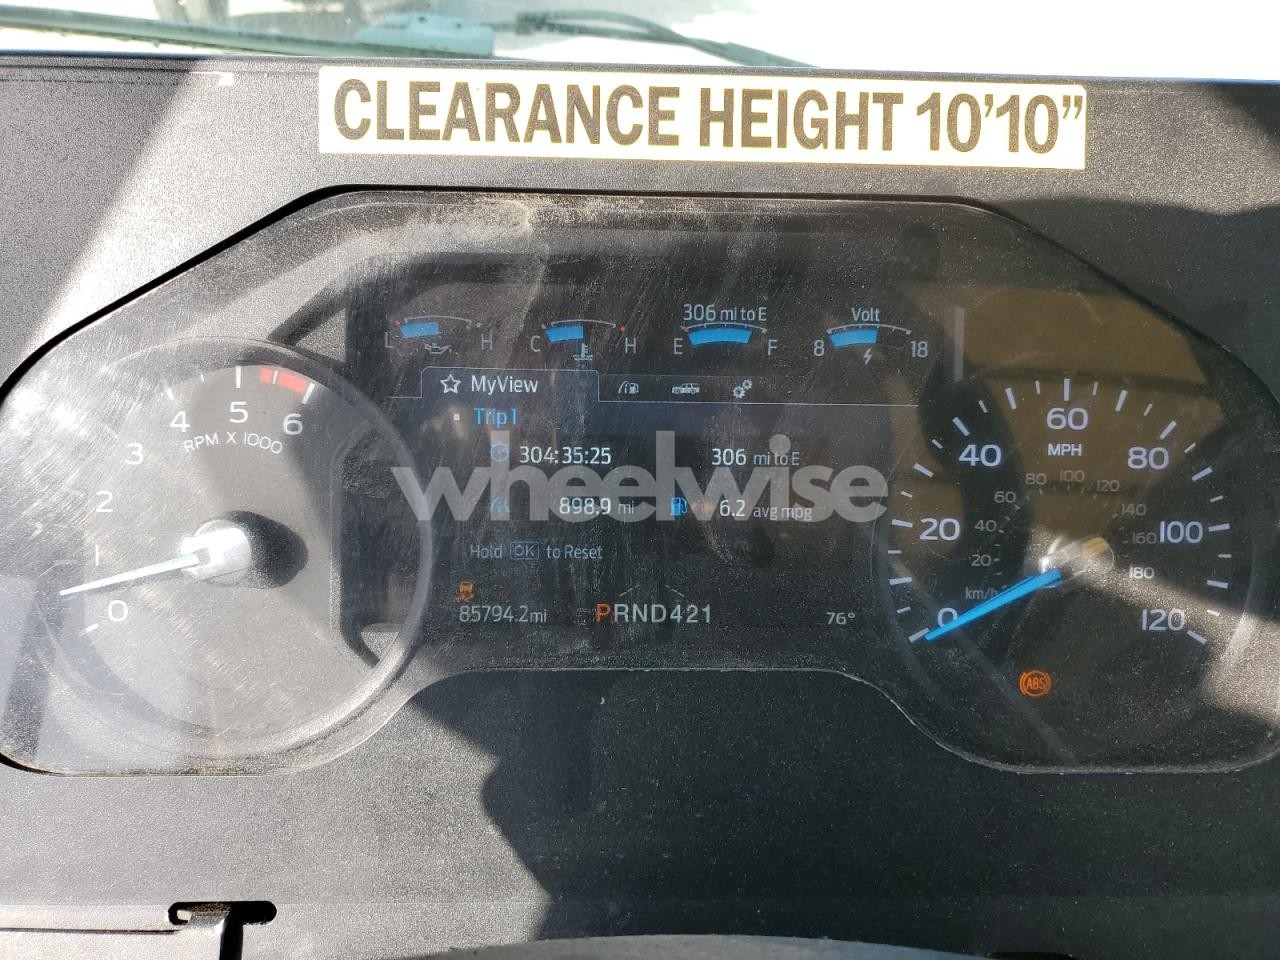 CLEARANCE HEIGHT 10'10"
306 mi to E
Volt
L H C H E F 8 18
MyView
Trip 1
304:35:25 306 mi to E
898.9 mi 6.2 avg mpg
Hold OK to Reset
85794.2 mi PRND421 76°
0 1 2 3 4 5 6
RPM X 1000
0 20 40 60 80 100 120
MPH
20 40 60 80 100 120 140 160 180
km/h
ABS
wheelwise